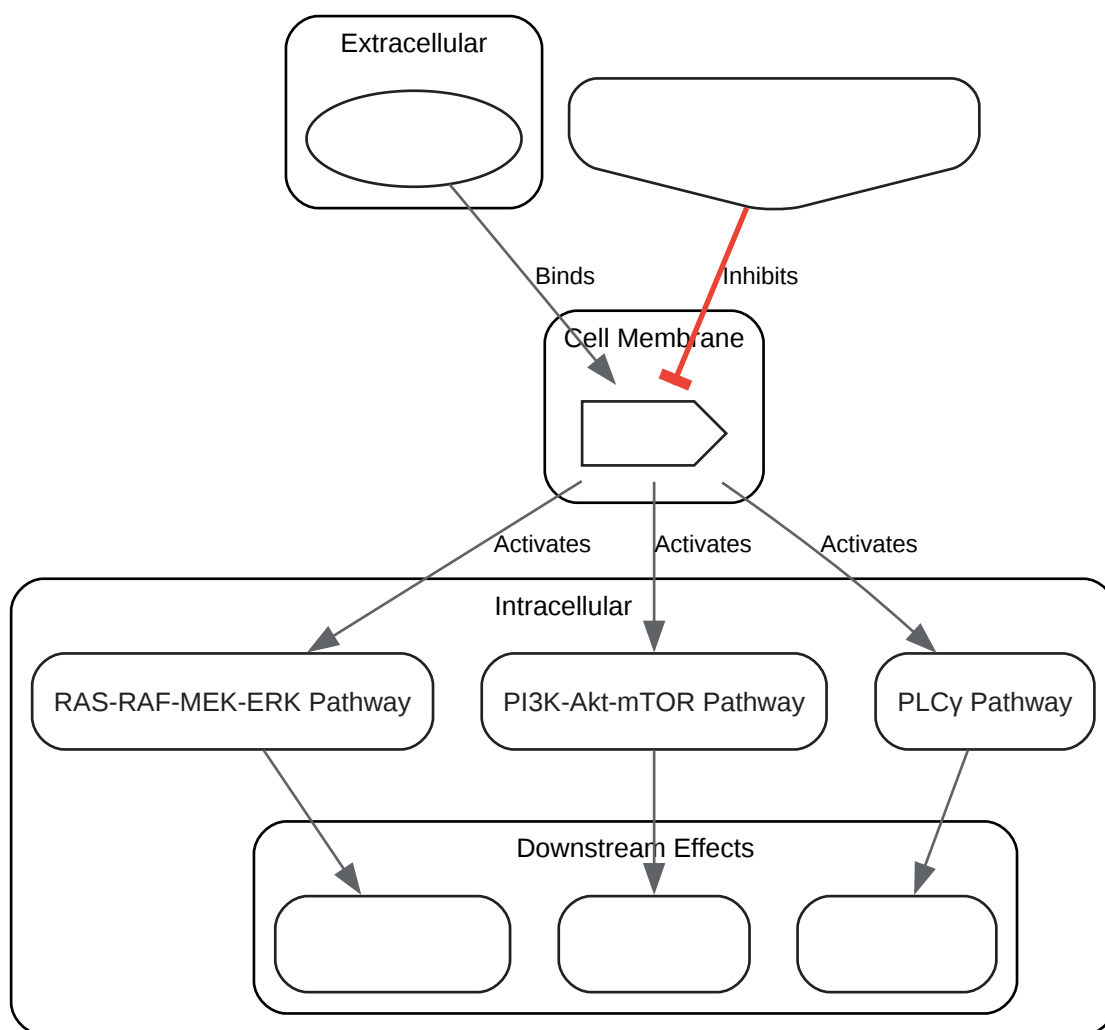 Extracellular
Binds
Inhibits
Cell Membrane
Activates
Activates
Activates
Intracellular
RAS-RAF-MEK-ERK Pathway
PI3K-Akt-mTOR Pathway
PLCγ Pathway
Downstream Effects